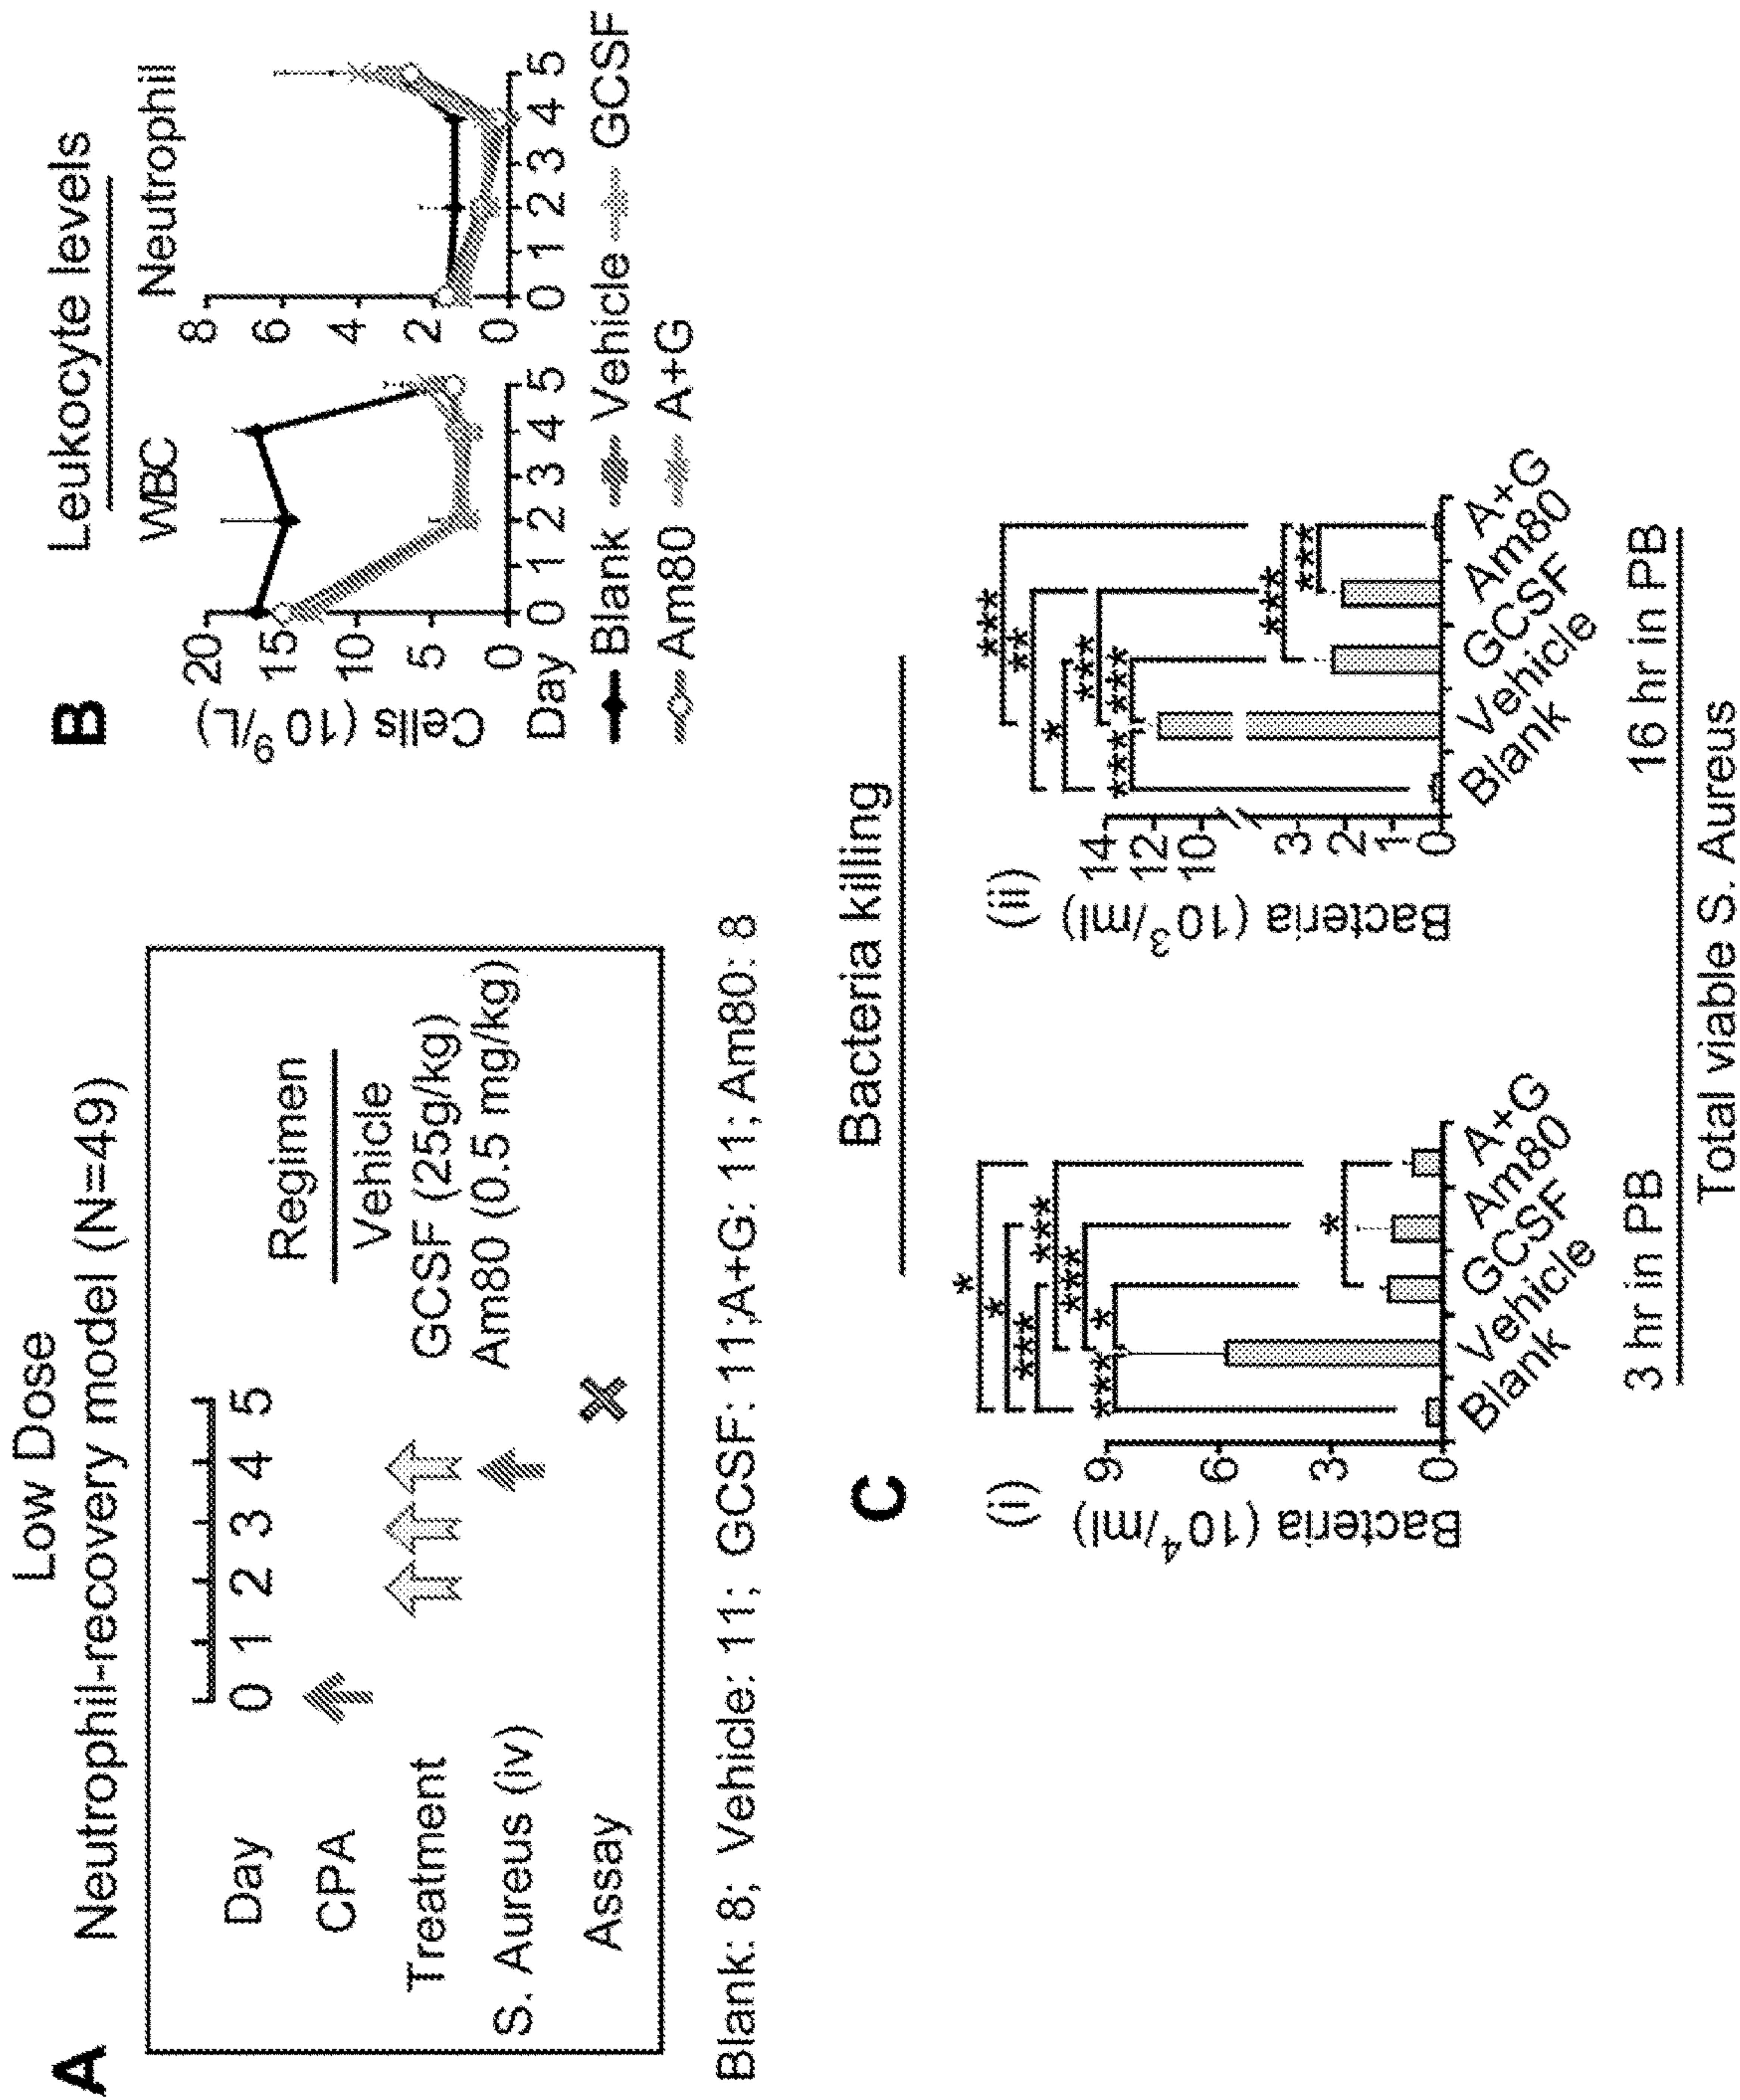 Low Dose
A Neutrophil-recovery model (N=49)
Day 0 1 2 3 4 5
Regimen
CPA
Vehicle
Treatment
GCSF (25g/kg)
Am80 (0.5 mg/kg)
S. Aureus (iv)
Assay
Blank: 8; Vehicle: 11; GCSF: 11;A+G: 11; Am80: 8
B Leukocyte levels
WBC
Neutrophil
Cells (10⁹/L)
20
15
10
5
0
8
6
4
2
0
Day 0 1 2 3 4 5
0 1 2 3 4 5
Blank Vehicle GCSF
Am80 A+G
C Bacteria killing
(i)
Bacteria (10⁴/ml)
9
6
3
0
*
*
***
***
***
*** *
*
Blank
Vehicle
GCSF
Am80
A+G
3 hr in PB
(ii)
Bacteria (10³/ml)
14
12
10
3
2
1
0
***
**
*
***
*** ***
***
***
Blank
Vehicle
GCSF
Am80
A+G
16 hr in PB
Total viable S. Aureus